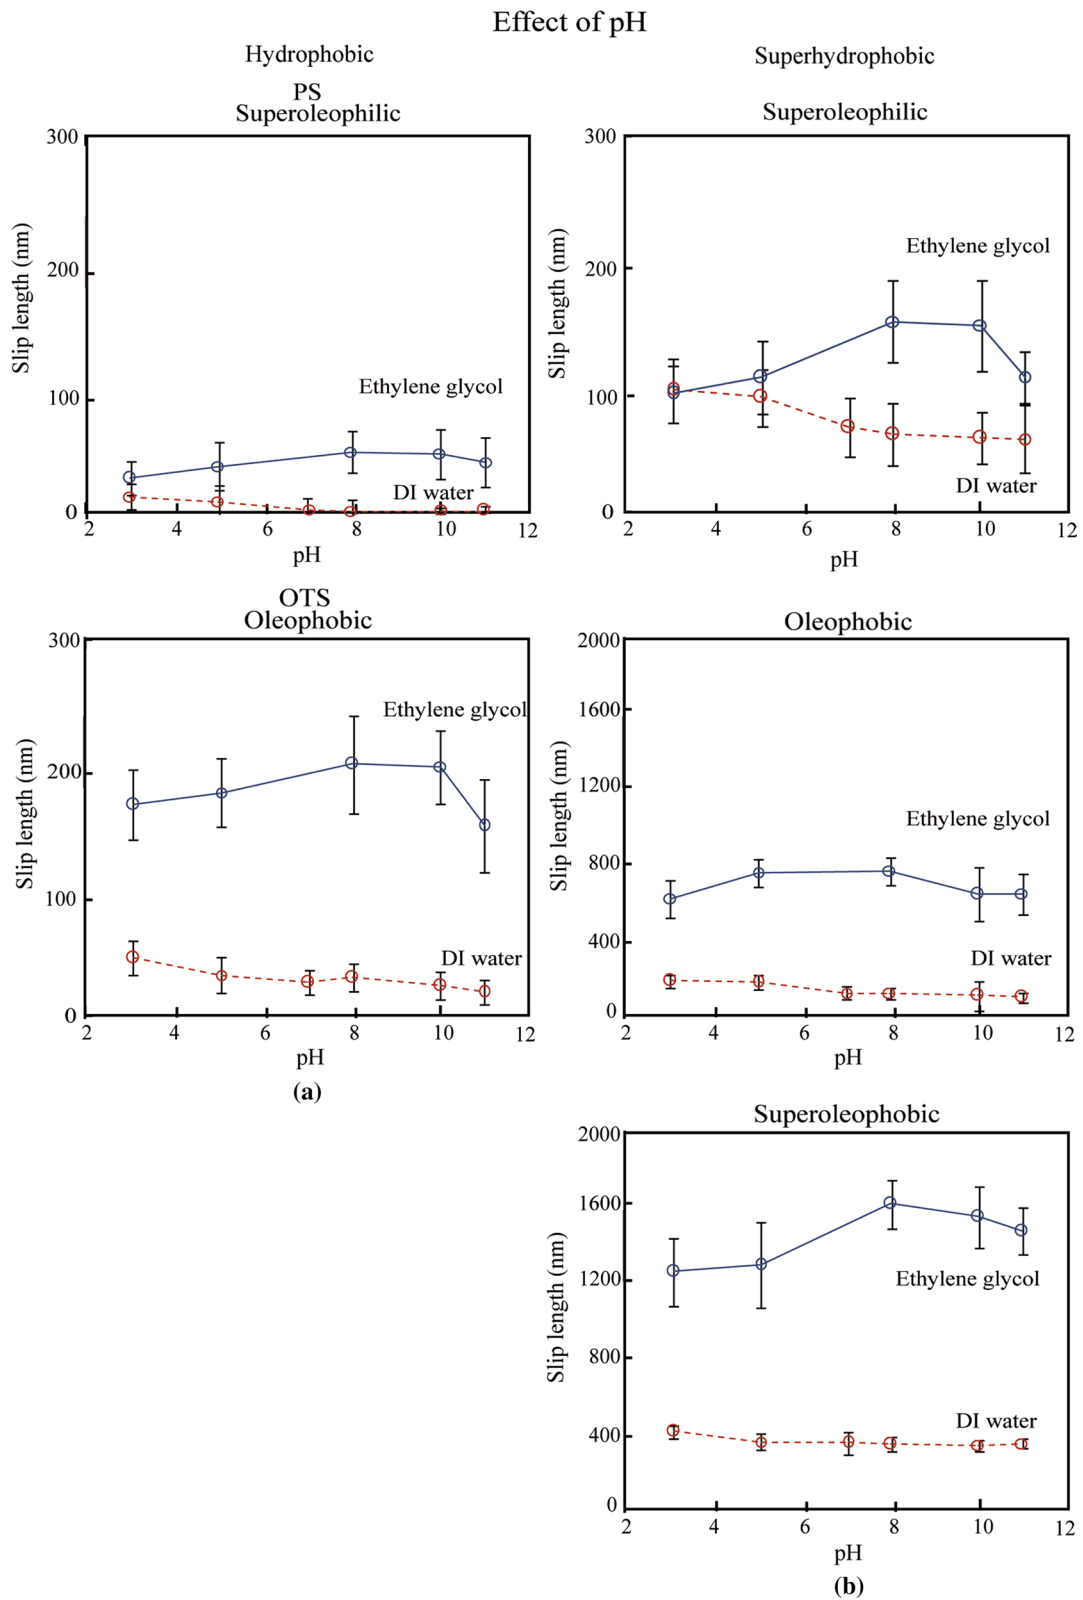 Effect of pH
Hydrophobic
Superhydrophobic
PS
Superoleophilic
Superoleophilic
300
200
100
0
Slip length (nm)
Ethylene glycol
DI water
2 4 6 8 10 12
pH
300
200
100
0
Slip length (nm)
Ethylene glycol
DI water
2 4 6 8 10 12
pH
OTS
Oleophobic
300
200
100
0
Slip length (nm)
Ethylene glycol
DI water
2 4 6 8 10 12
pH
(a)
Oleophobic
2000
1600
1200
800
400
0
Slip length (nm)
Ethylene glycol
DI water
2 4 6 8 10 12
pH
Superoleophobic
2000
1600
1200
800
400
0
Slip length (nm)
Ethylene glycol
DI water
2 4 6 8 10 12
pH
(b)